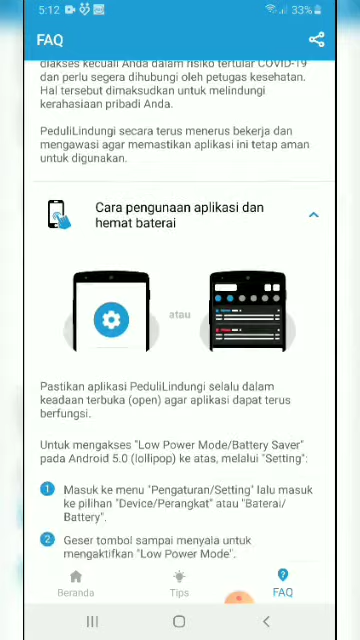 5:12
33%
FAQ
diakses kecuali Anda dalam risiko tertular COVID-19
dan perlu segera dihubungi oleh petugas kesehatan.
Hal tersebut dimaksudkan untuk melindungi
kerahasiaan pribadi Anda.
PeduliLindungi secara terus menerus bekerja dan
mengawasi agar memastikan aplikasi ini tetap aman
untuk digunakan.
Cara pengunaan aplikasi dan
hemat baterai
atau
Pastikan aplikasi PeduliLindungi selalu dalam
keadaan terbuka (open) agar aplikasi dapat terus
berfungsi.
Untuk mengakses "Low Power Mode/Battery Saver"
pada Android 5.0 (lollipop) ke atas, melalui "Setting":
1 Masuk ke menu "Pengaturan/Setting" lalu masuk
ke pilihan "Device/Perangkat" atau "Baterai/
Battery".
2 Geser tombol sampai menyala untuk
mengaktifkan "Low Power Mode".
Beranda
Tips
FAQ